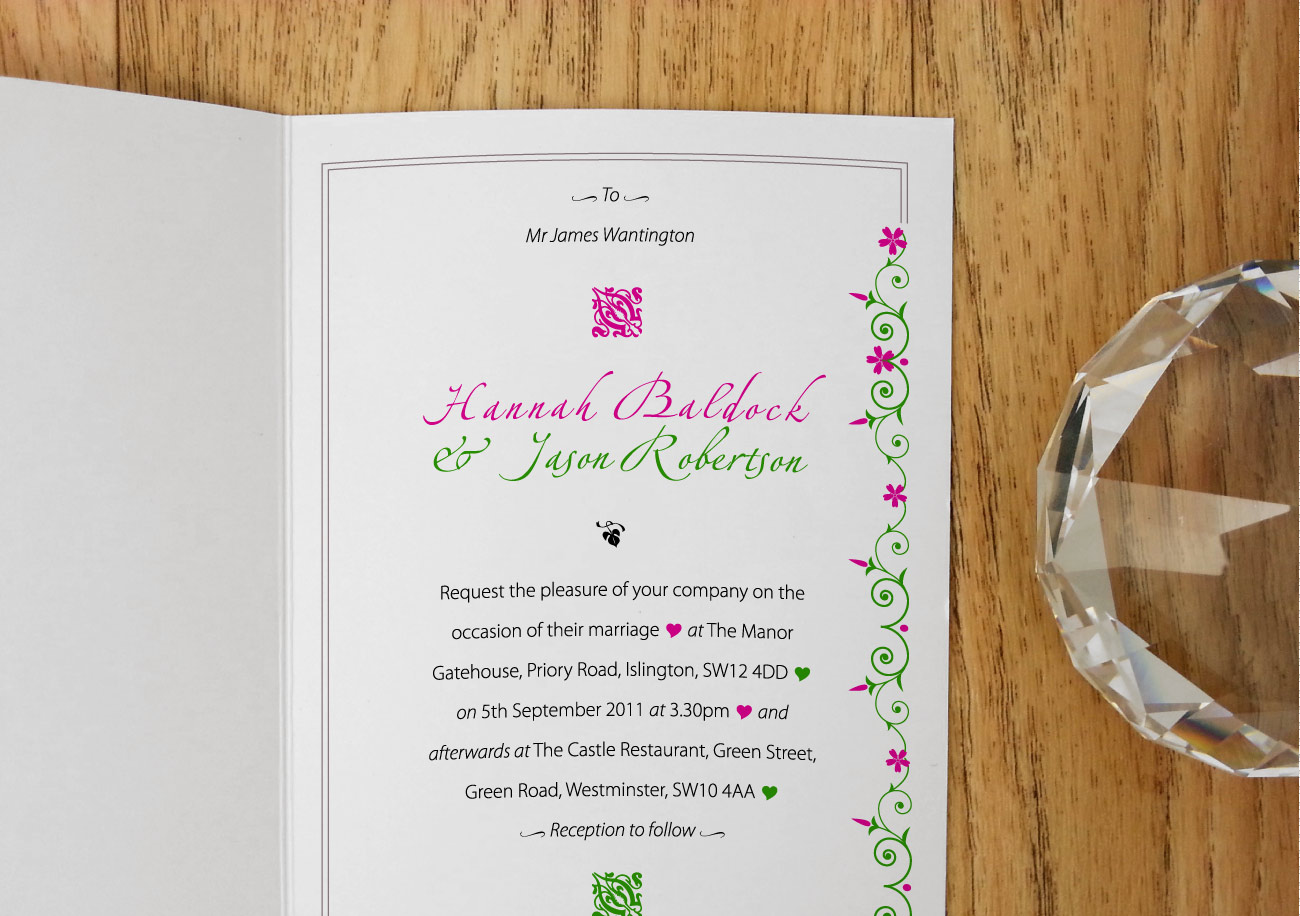 To
Mr James Wantington
Hannah Baldock
& Jason Robertson
Request the pleasure of your company on the
occasion of their marriage at The Manor
Gatehouse, Priory Road, Islington, SW12 4DD
on 5th September 2011 at 3.30pm and
afterwards at The Castle Restaurant, Green Street,
Green Road, Westminster, SW10 4AA
Reception to follow